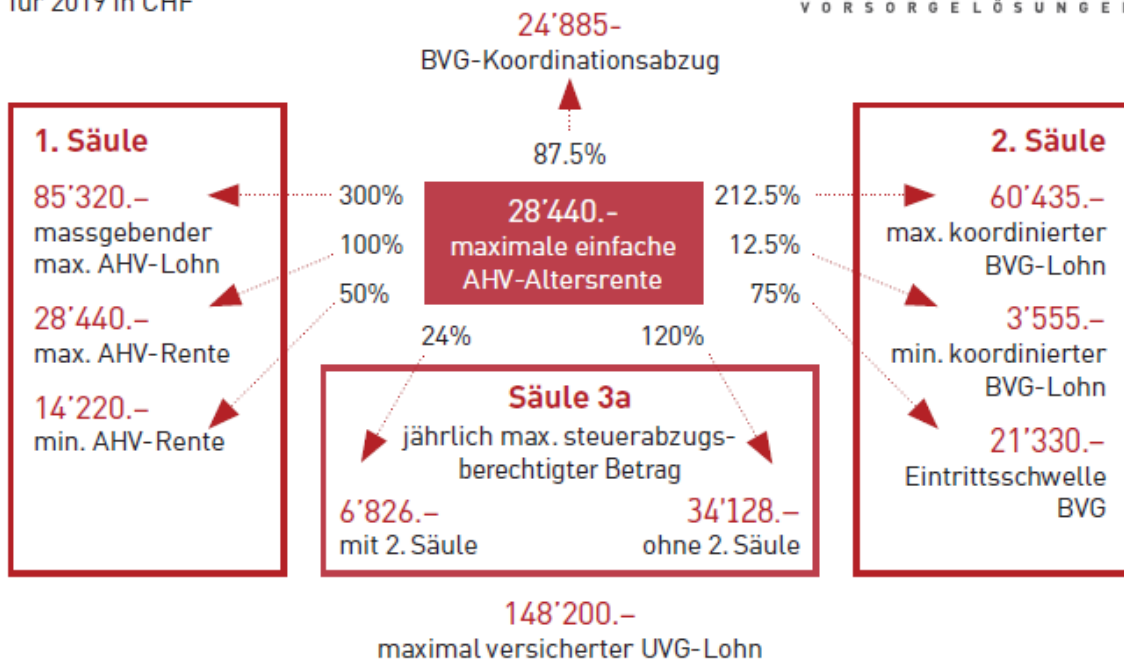 für 2019 in CHF
VORSORGELÖSUNGEN
24'885-
BVG-Koordinationsabzug
87.5%
1. Säule
85'320.–
massgebender
max. AHV-Lohn
28'440.–
max. AHV-Rente
14'220.–
min. AHV-Rente
300%
100%
50%
28'440.-
maximale einfache
AHV-Altersrente
212.5%
12.5%
75%
24%
120%
2. Säule
60'435.–
max. koordinierter
BVG-Lohn
3'555.–
min. koordinierter
BVG-Lohn
21'330.–
Eintrittsschwelle
BVG
Säule 3a
jährlich max. steuerabzugs-
berechtigter Betrag
6'826.–
mit 2. Säule
34'128.–
ohne 2. Säule
148'200.–
maximal versicherter UVG-Lohn